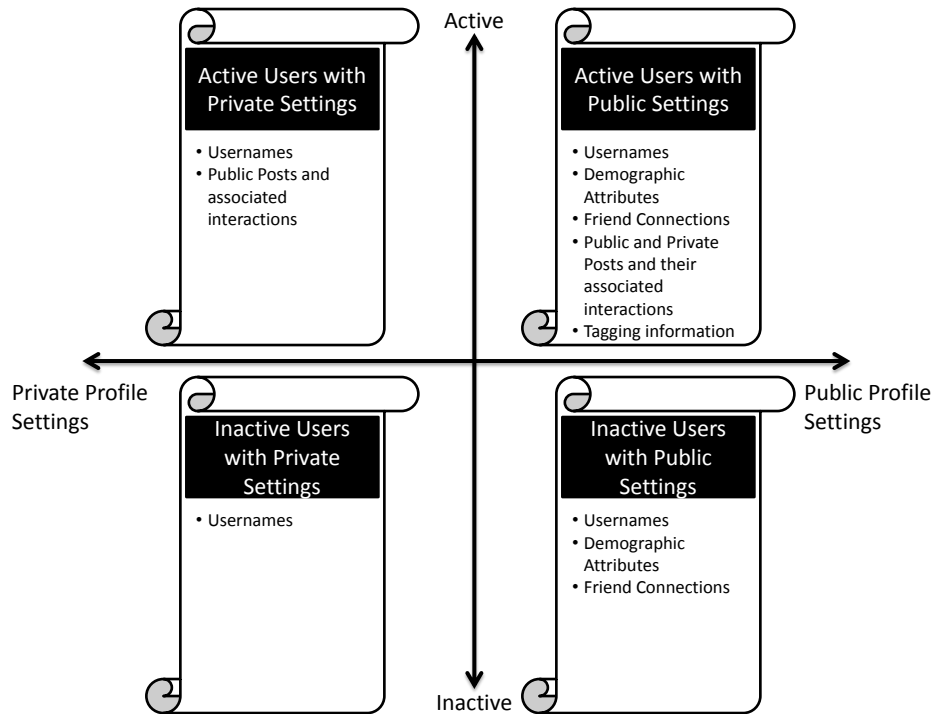 Active
Active Users with
Private Settings
• Usernames
• Public Posts and
associated
interactions
Active Users with
Public Settings
• Usernames
• Demographic
Attributes
• Friend Connections
• Public and Private
Posts and their
associated
interactions
• Tagging information
Private Profile
Settings
Public Profile
Settings
Inactive Users
with Private
Settings
• Usernames
Inactive Users
with Public
Settings
• Usernames
• Demographic
Attributes
• Friend Connections
Inactive